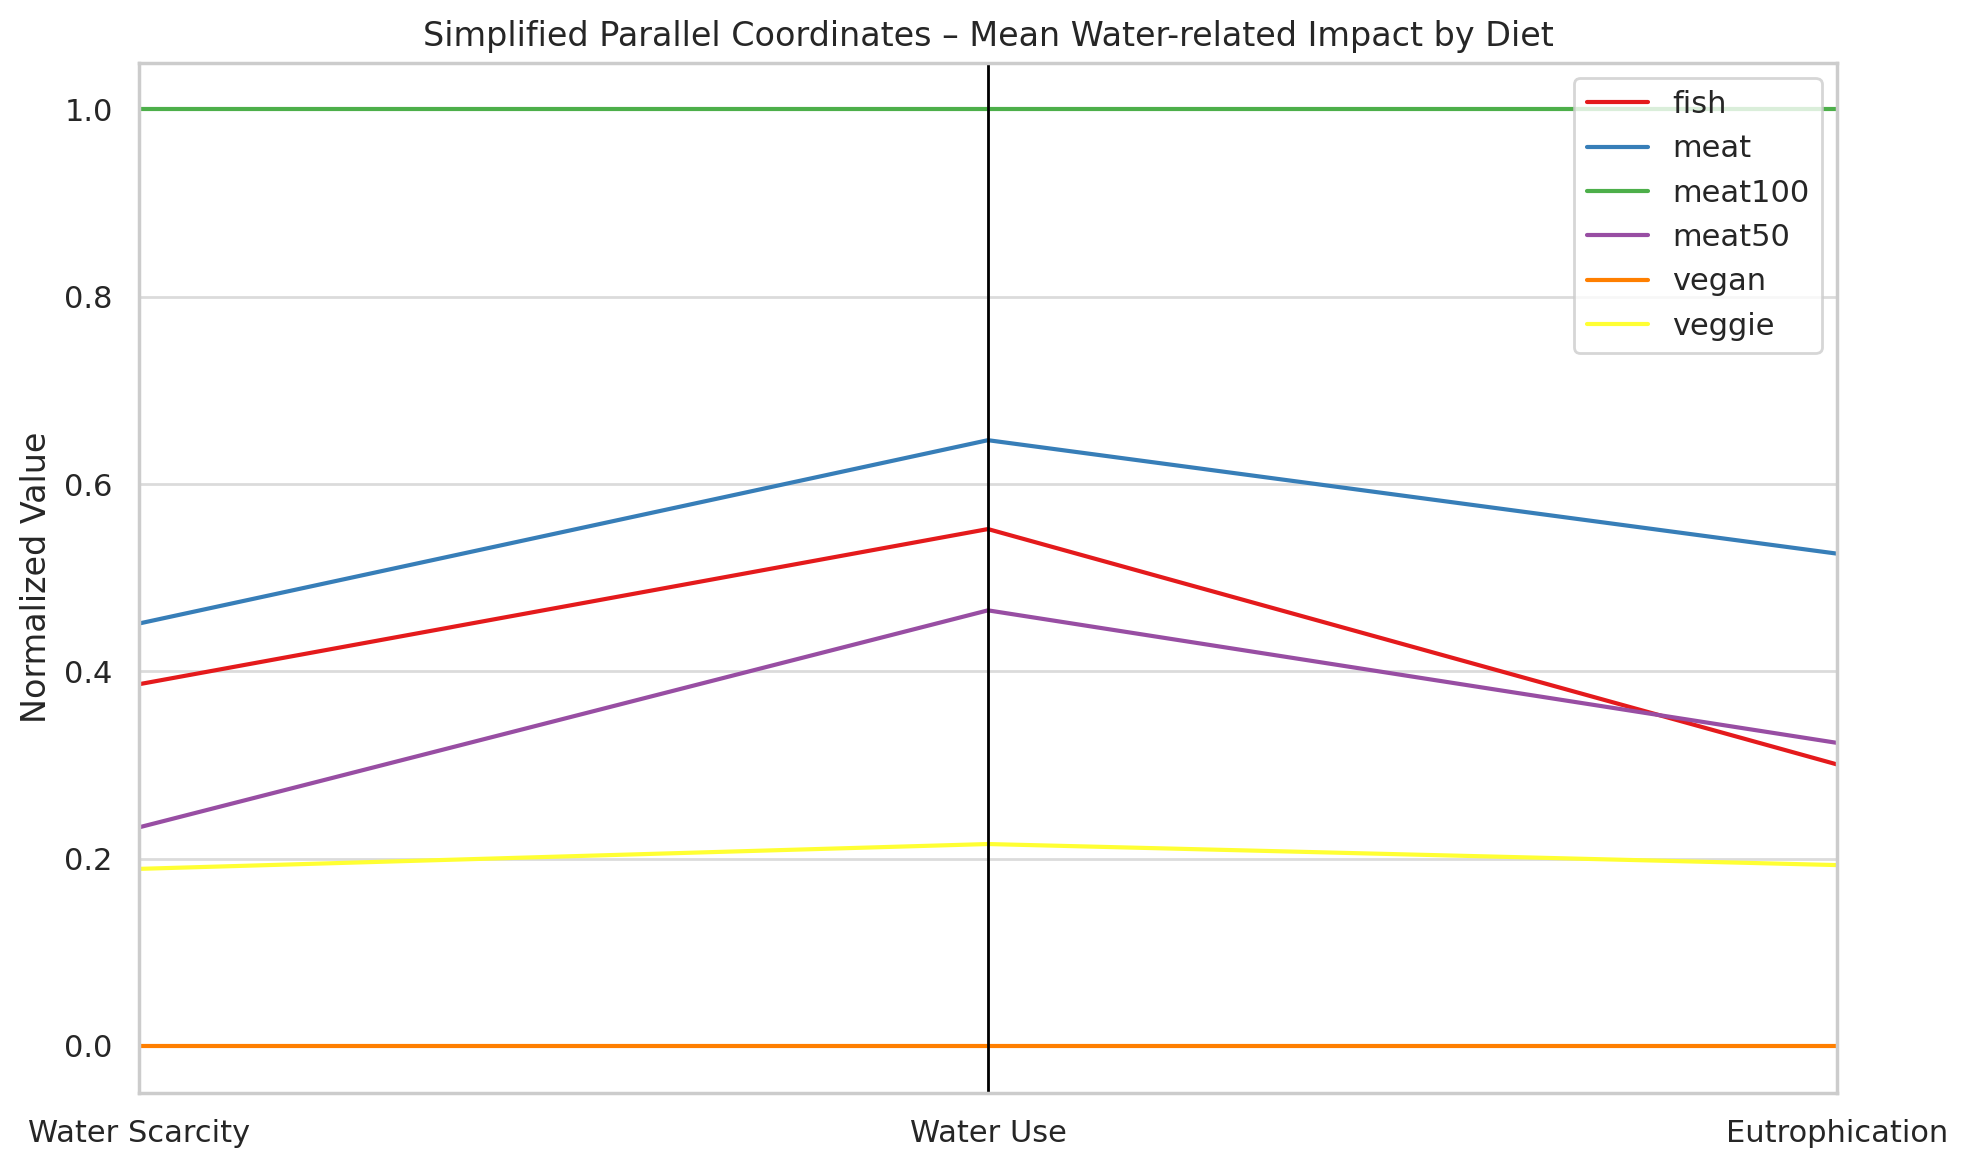 Simplified Parallel Coordinates – Mean Water-related Impact by Diet
Normalized Value
1.0
0.8
0.6
0.4
0.2
0.0
fish
meat
meat100
meat50
vegan
veggie
Water Scarcity
Water Use
Eutrophication